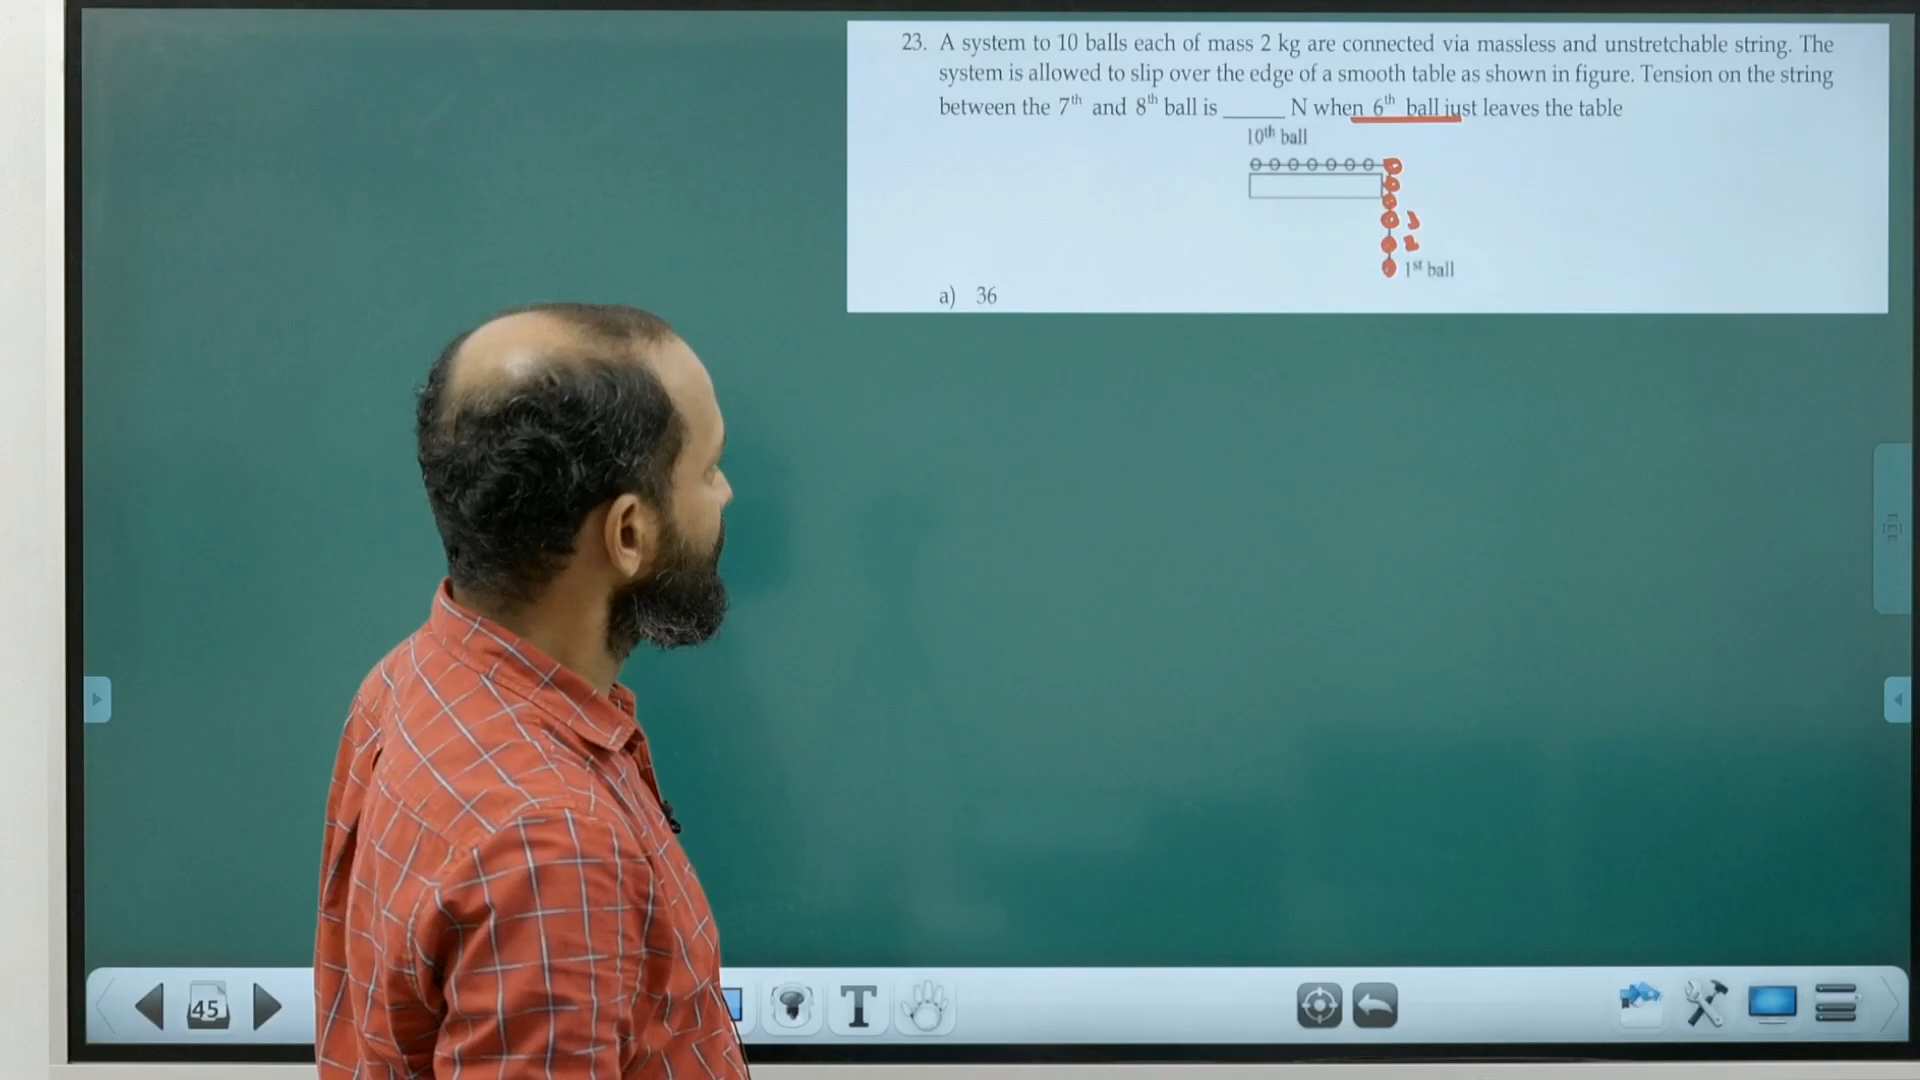 23. A system to 10 balls each of mass 2 kg are connected via massless and unstretchable string. The
system is allowed to slip over the edge of a smooth table as shown in figure. Tension on the string
between the 7th and 8th ball is _____ N when 6th ball just leaves the table
10th ball
3
2
1st ball
a) 36
45
T